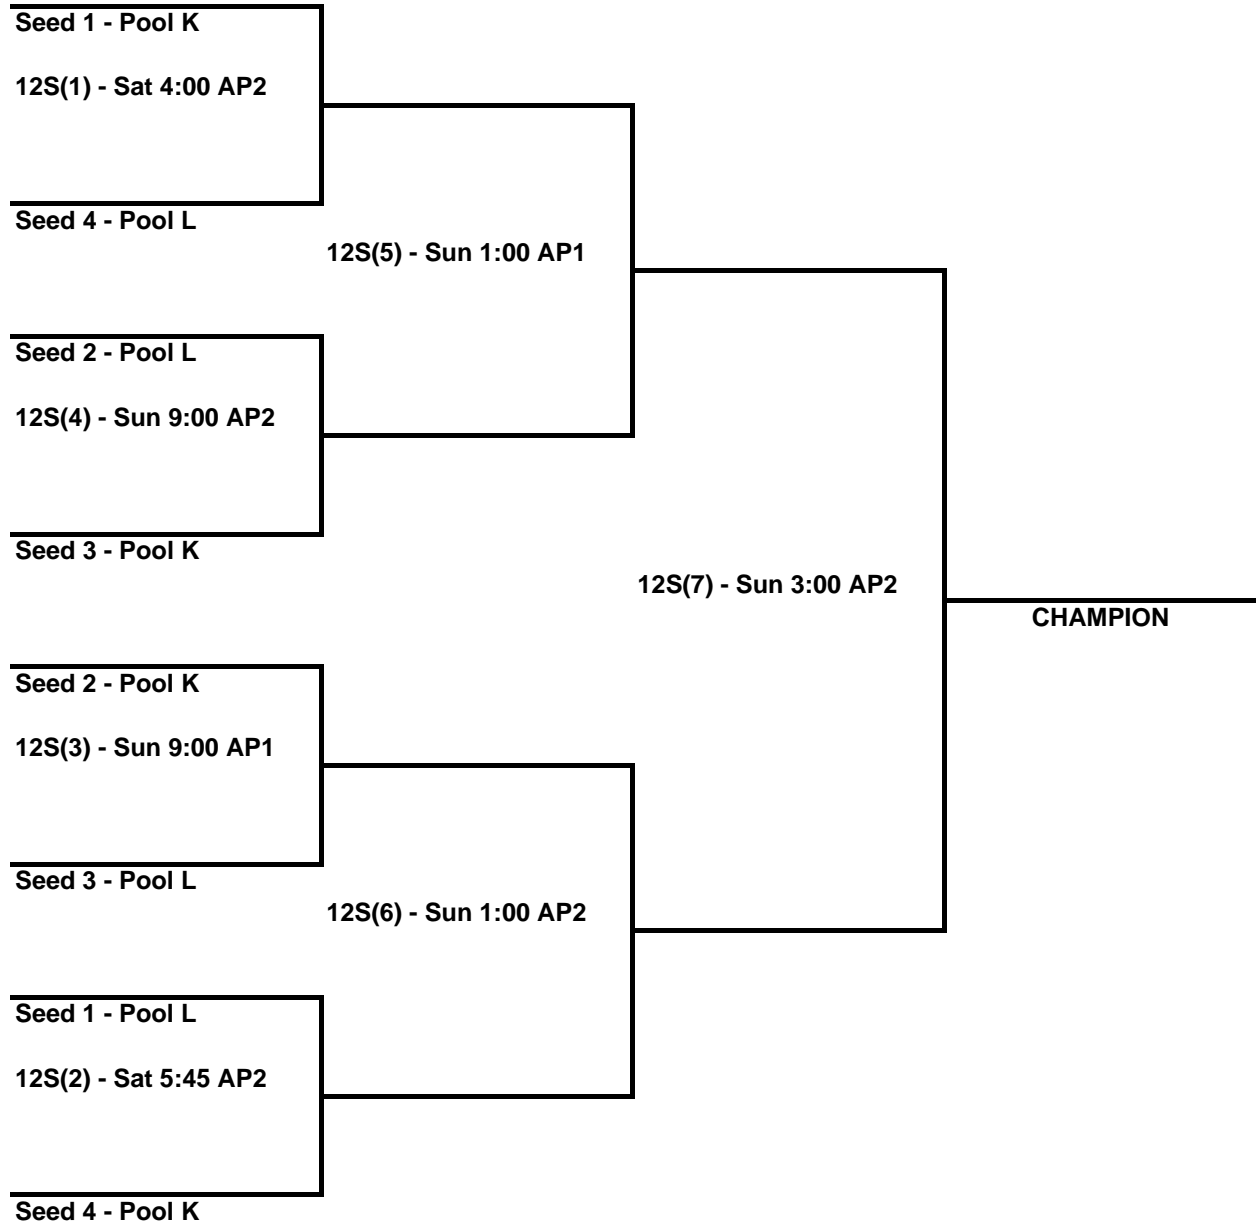 Seed 1 - Pool K
12S(1) - Sat 4:00 AP2
Seed 4 - Pool L
12S(5) - Sun 1:00 AP1
Seed 2 - Pool L
12S(4) - Sun 9:00 AP2
Seed 3 - Pool K
12S(7) - Sun 3:00 AP2
CHAMPION
Seed 2 - Pool K
12S(3) - Sun 9:00 AP1
Seed 3 - Pool L
12S(6) - Sun 1:00 AP2
Seed 1 - Pool L
12S(2) - Sat 5:45 AP2
Seed 4 - Pool K